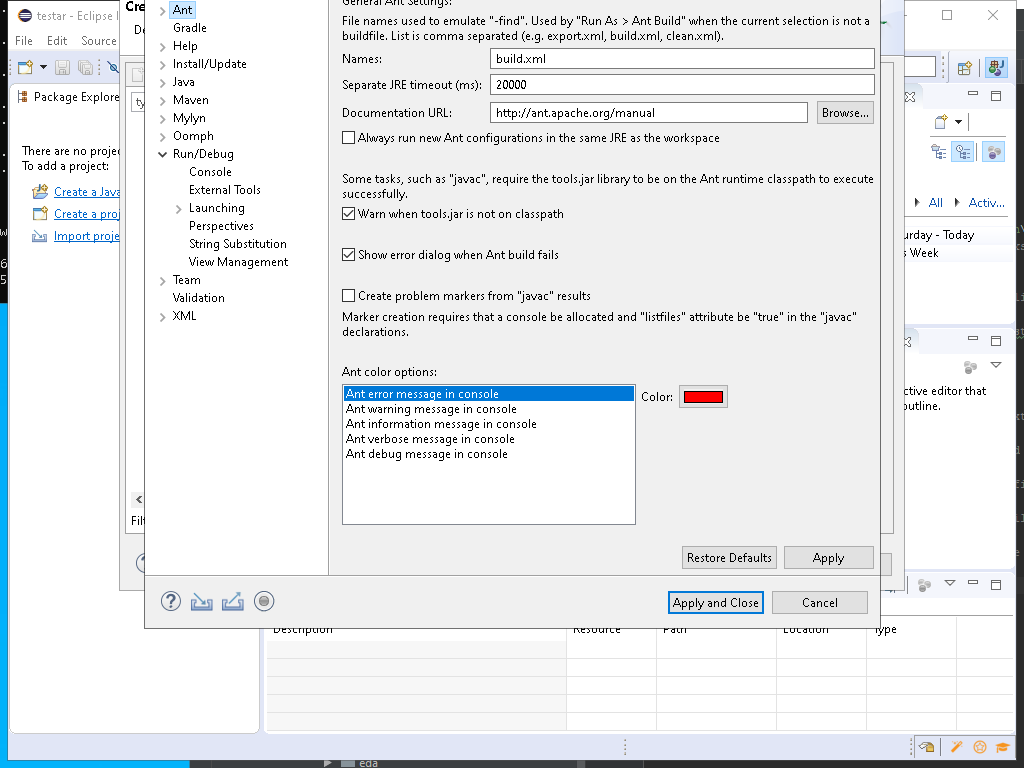 testar - Eclipse I
File Edit Source
Package Explore
There are no projec
To add a project:
Create a Java
Create a proj
Import proje
Cre
De
ty
Filt
Ant
Gradle
Help
Install/Update
Java
Maven
Mylyn
Oomph
Run/Debug
Console
External Tools
Launching
Perspectives
String Substitution
View Management
Team
Validation
XML
General Ant Settings:
File names used to emulate "-find". Used by "Run As > Ant Build" when the current selection is not a
buildfile. List is comma separated (e.g. export.xml, build.xml, clean.xml).
Names: build.xml
Separate JRE timeout (ms): 20000
Documentation URL: http://ant.apache.org/manual Browse...
Always run new Ant configurations in the same JRE as the workspace
Some tasks, such as "javac", require the tools.jar library to be on the Ant runtime classpath to execute
successfully.
Warn when tools.jar is not on classpath
Show error dialog when Ant build fails
Create problem markers from "javac" results
Marker creation requires that a console be allocated and "listfiles" attribute be "true" in the "javac"
declarations.
Ant color options:
Ant error message in console
Ant warning message in console
Ant information message in console
Ant verbose message in console
Ant debug message in console
Color:
Restore Defaults Apply
Apply and Close Cancel
All Activ...
urday - Today
s Week
ctive editor that
outline.
Description Resource Path Location Type
eda